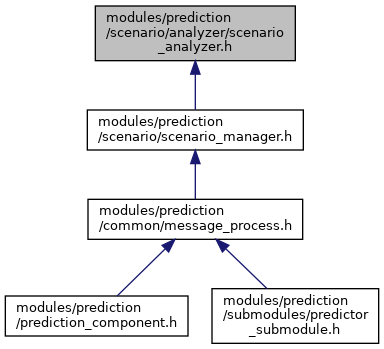 modules/prediction
/scenario/analyzer/scenario
_analyzer.h
modules/prediction
/scenario/scenario_manager.h
modules/prediction
/common/message_process.h
modules/prediction
/prediction_component.h
modules/prediction
/submodules/predictor
_submodule.h